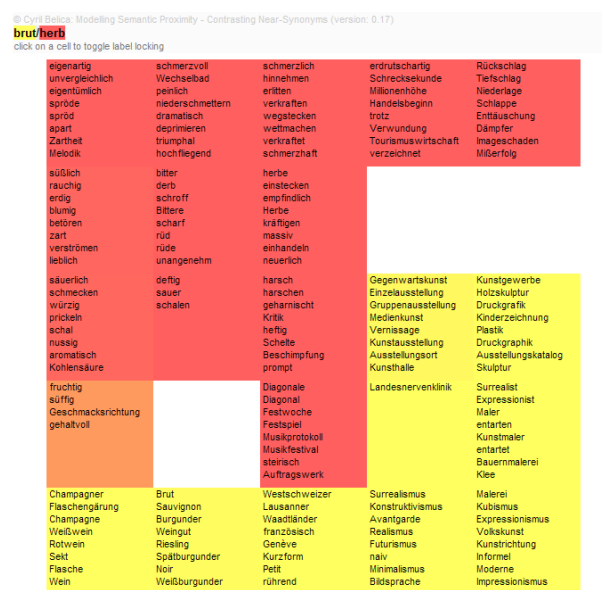 © Cyril Belica: Modelling Semantic Proximity - Contrasting Near-Synonyms (version: 0.17)
brut/herb
click on a cell to toggle label locking
eigenartig schmerzvoll schmerzlich erdrutschartig Rückschlag
unvergleichlich Wechselbad hinnehmen Schrecksekunde Tiefschlag
eigentümlich peinlich erlitten Millionenhöhe Niederlage
spröde niederschmettern verkraften Handelsbeginn Schlappe
spröd dramatisch wegstecken trotz Enttäuschung
apart deprimieren wettmachen Verwundung Dämpfer
Zartheit triumphal verkraftet Tourismuswirtschaft Imageschaden
Melodik hochfliegend schmerzhaft verzeichnet Mißerfolg
süßlich bitter herbe
rauchig derb einstecken
erdig schroff empfindlich
blumig Bittere Herbe
betören scharf kräftigen
zart rüd massiv
verströmen rüde einhandeln
lieblich unangenehm neuerlich
säuerlich deftig harsch Gegenwartskunst Kunstgewerbe
schmecken sauer harschen Einzelausstellung Holzskulptur
würzig schalen geharnischt Gruppenausstellung Druckgrafik
prickeln Kritik Medienkunst Kinderzeichnung
schal heftig Vernissage Plastik
nussig Schelte Kunstausstellung Druckgraphik
aromatisch Beschimpfung Ausstellungsort Ausstellungskatalog
Kohlensäure prompt Kunsthalle Skulptur
fruchtig Diagonale Landesnervenklinik Surrealist
süffig Diagonal Expressionist
Geschmacksrichtung Festwoche Maler
gehaltvoll Festspiel entarten
Musikprotokoll Kunstmaler
Musikfestival entartet
steirisch Bauernmalerei
Auftragswerk Klee
Champagner Brut Westschweizer Surrealismus Malerei
Flaschengärung Sauvignon Lausanner Konstruktivismus Kubismus
Champagne Burgunder Waadtländer Avantgarde Expressionismus
Weißwein Weingut französisch Realismus Volkskunst
Rotwein Riesling Genève Futurismus Kunstrichtung
Sekt Spätburgunder Kurzform naiv Informel
Flasche Noir Petit Minimalismus Moderne
Wein Weißburgunder rührend Bildsprache Impressionismus